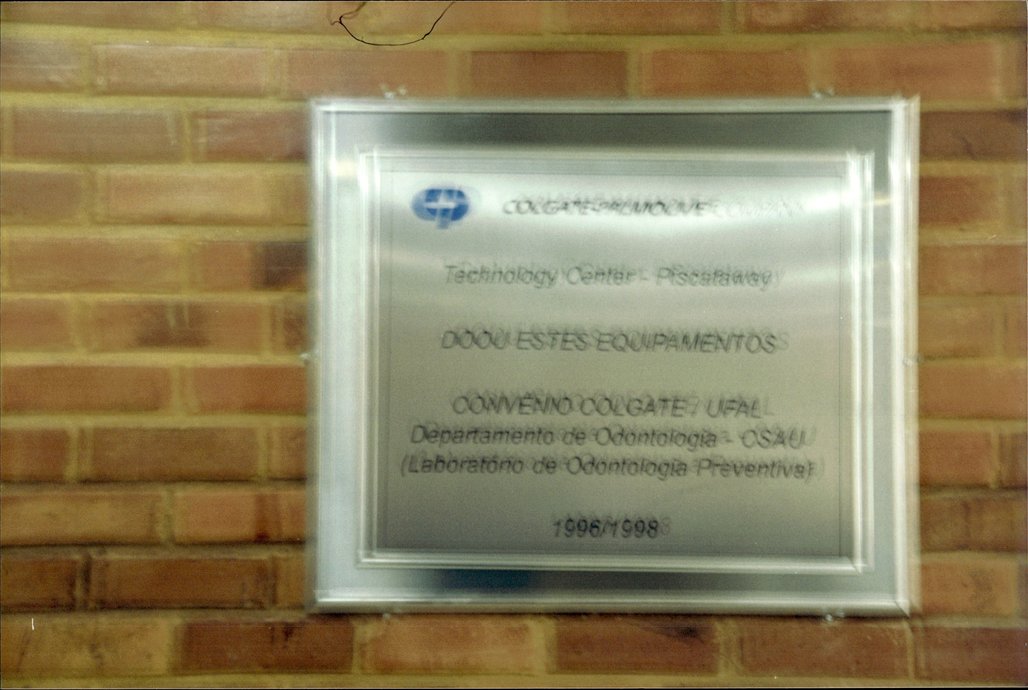 COLGATE-PALMOLIVE COMPANY
Technology Center - Piscataway
DOOU ESTES EQUIPAMENTOS
CONVÊNIO COLGATE / UFAL
Departamento de Odontologia - CSAU
(Laboratório de Odontologia Preventiva)
1996/1998